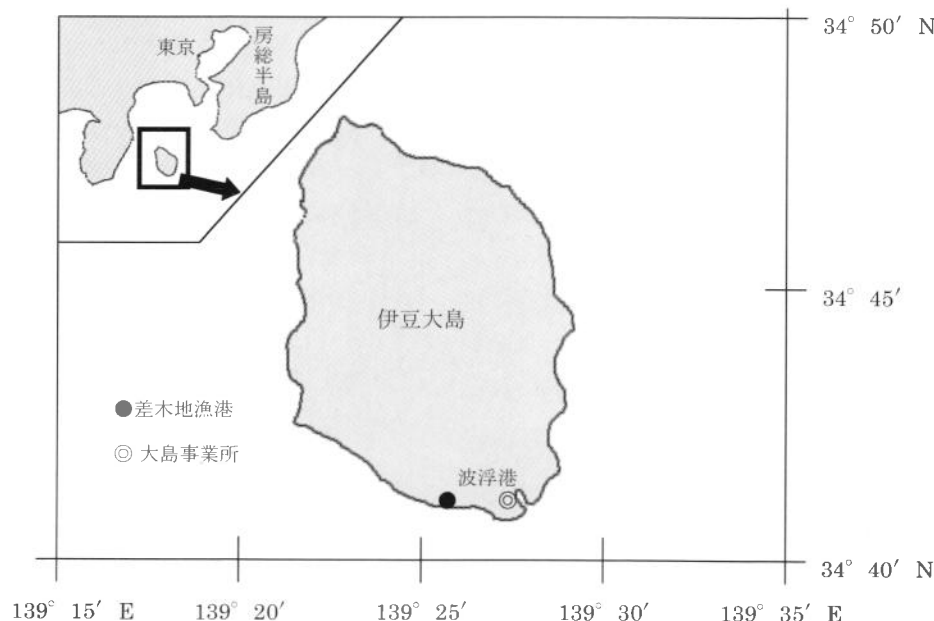 東京
房総半島
34° 50′ N
伊豆大島
34° 45′
●差木地漁港
◎ 大島事業所
波浮港
34° 40′ N
139° 15′ E
139° 20′
139° 25′
139° 30′
139° 35′ E